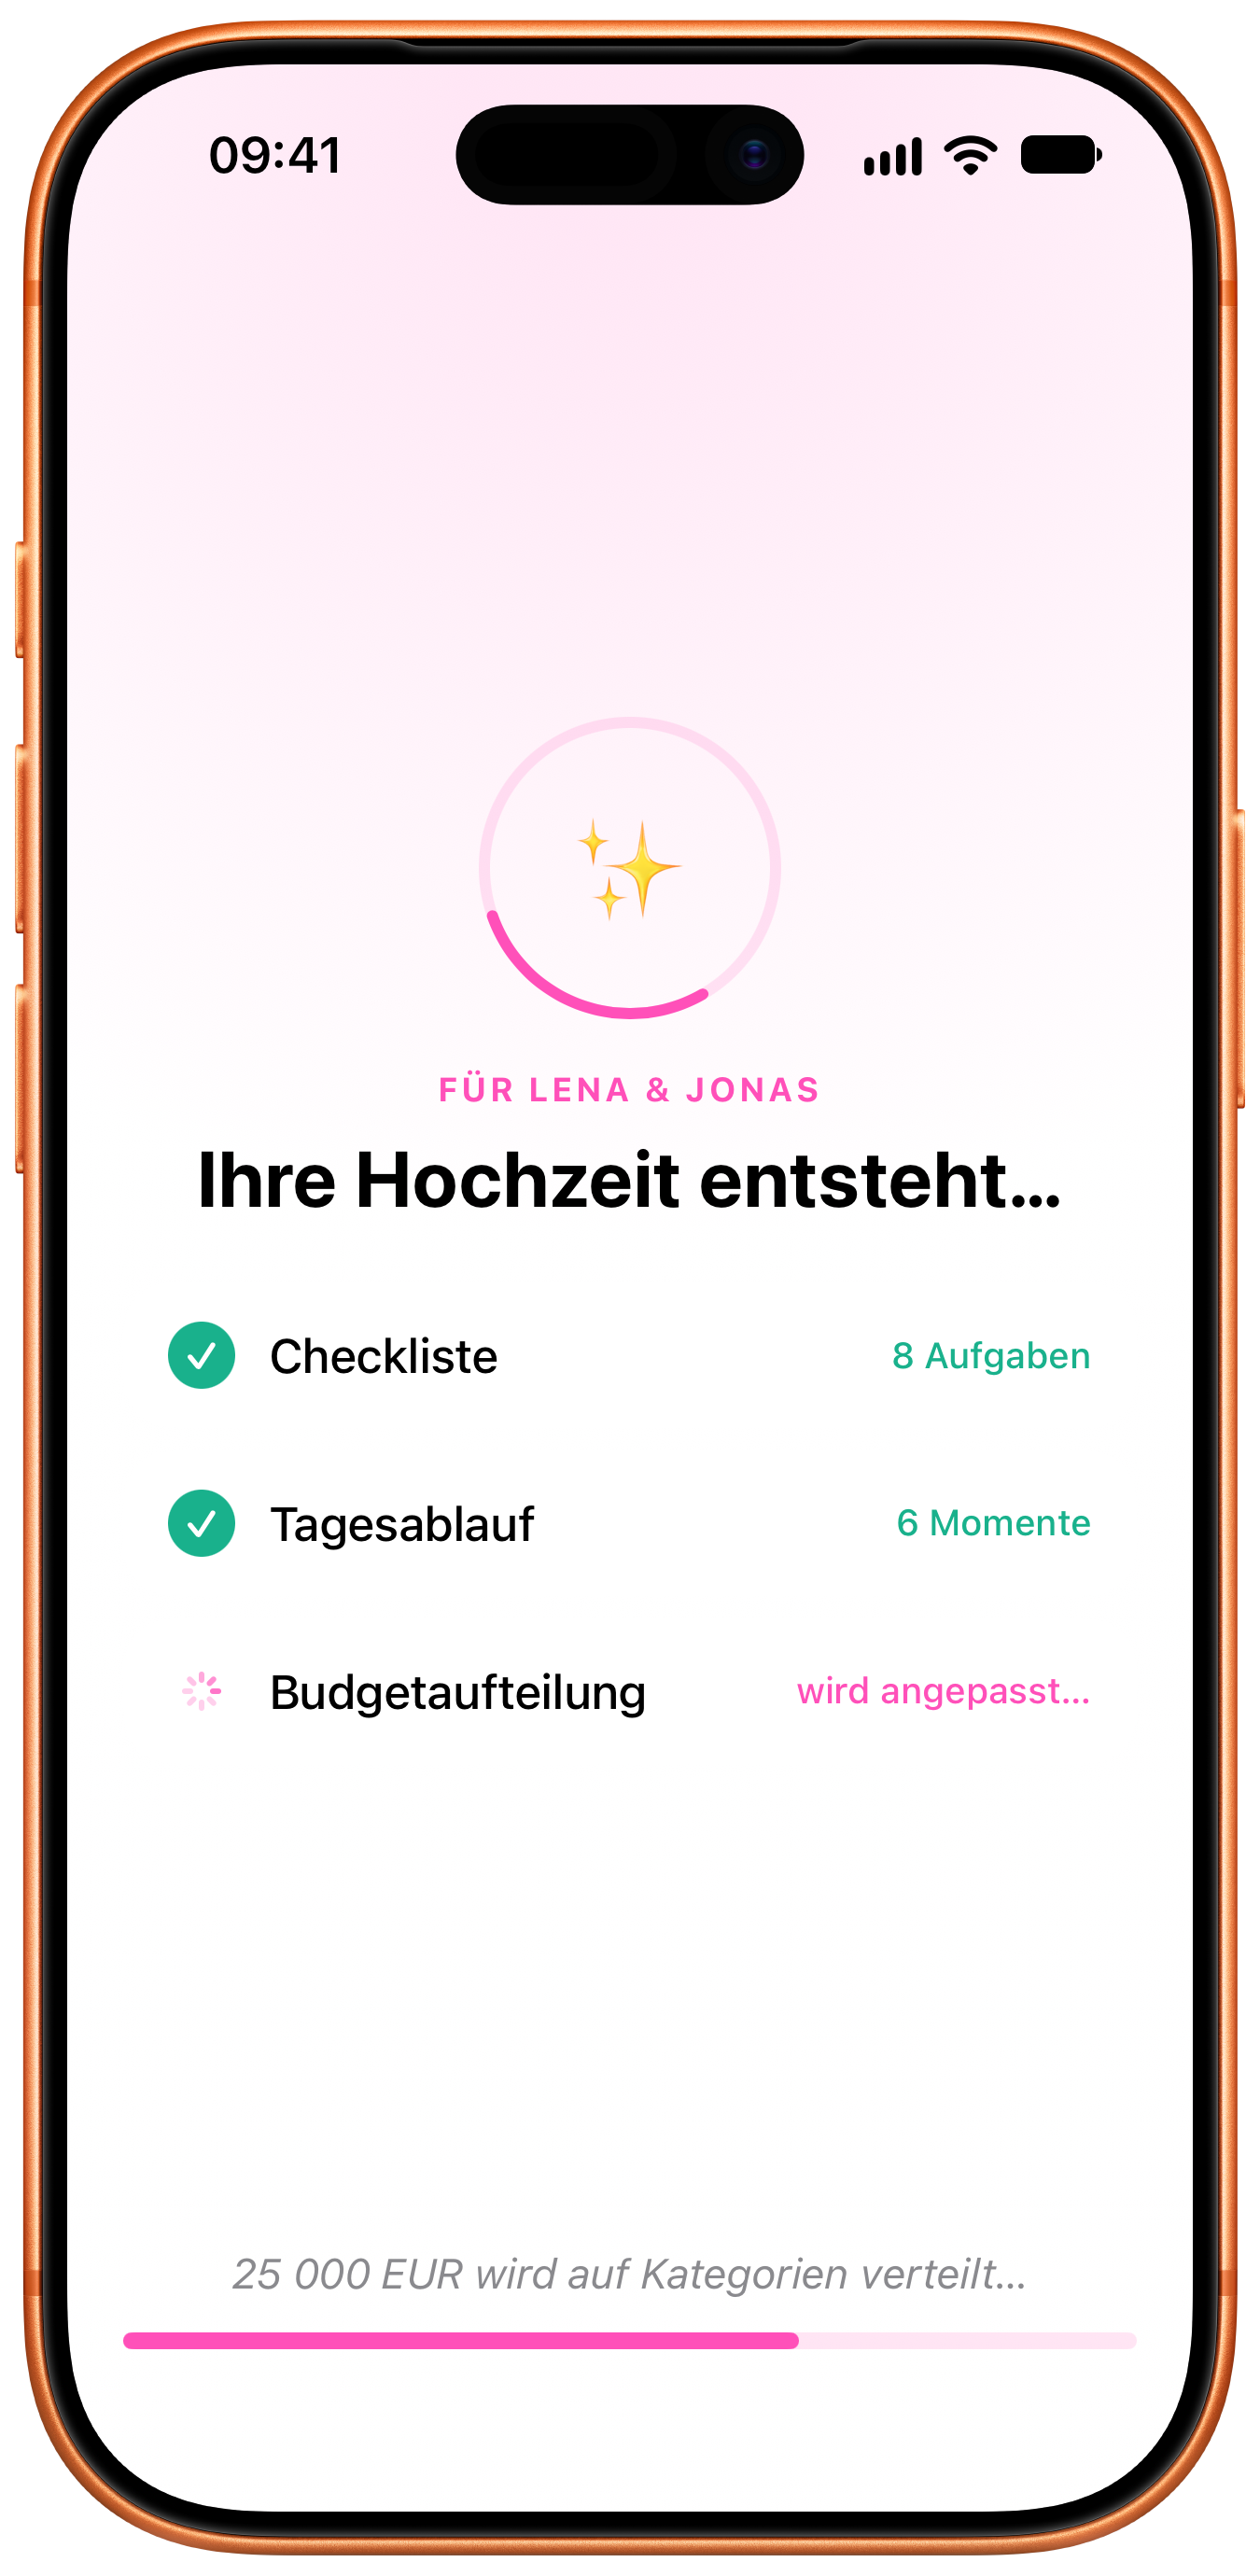 09:41
FÜR LENA & JONAS
Ihre Hochzeit entsteht…
Checkliste 8 Aufgaben
Tagesablauf 6 Momente
Budgetaufteilung wird angepasst…
25 000 EUR wird auf Kategorien verteilt…